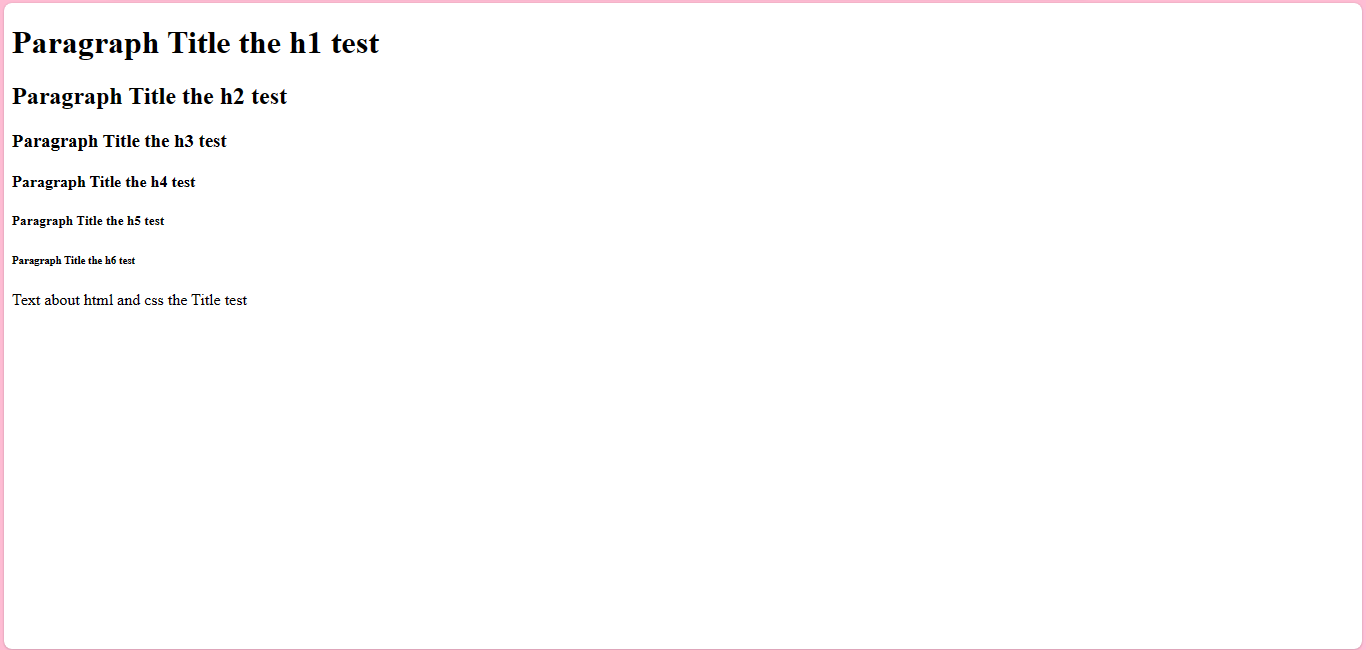 Paragraph Title the h1 test
Paragraph Title the h2 test
Paragraph Title the h3 test
Paragraph Title the h4 test
Paragraph Title the h5 test
Paragraph Title the h6 test
Text about html and css the Title test